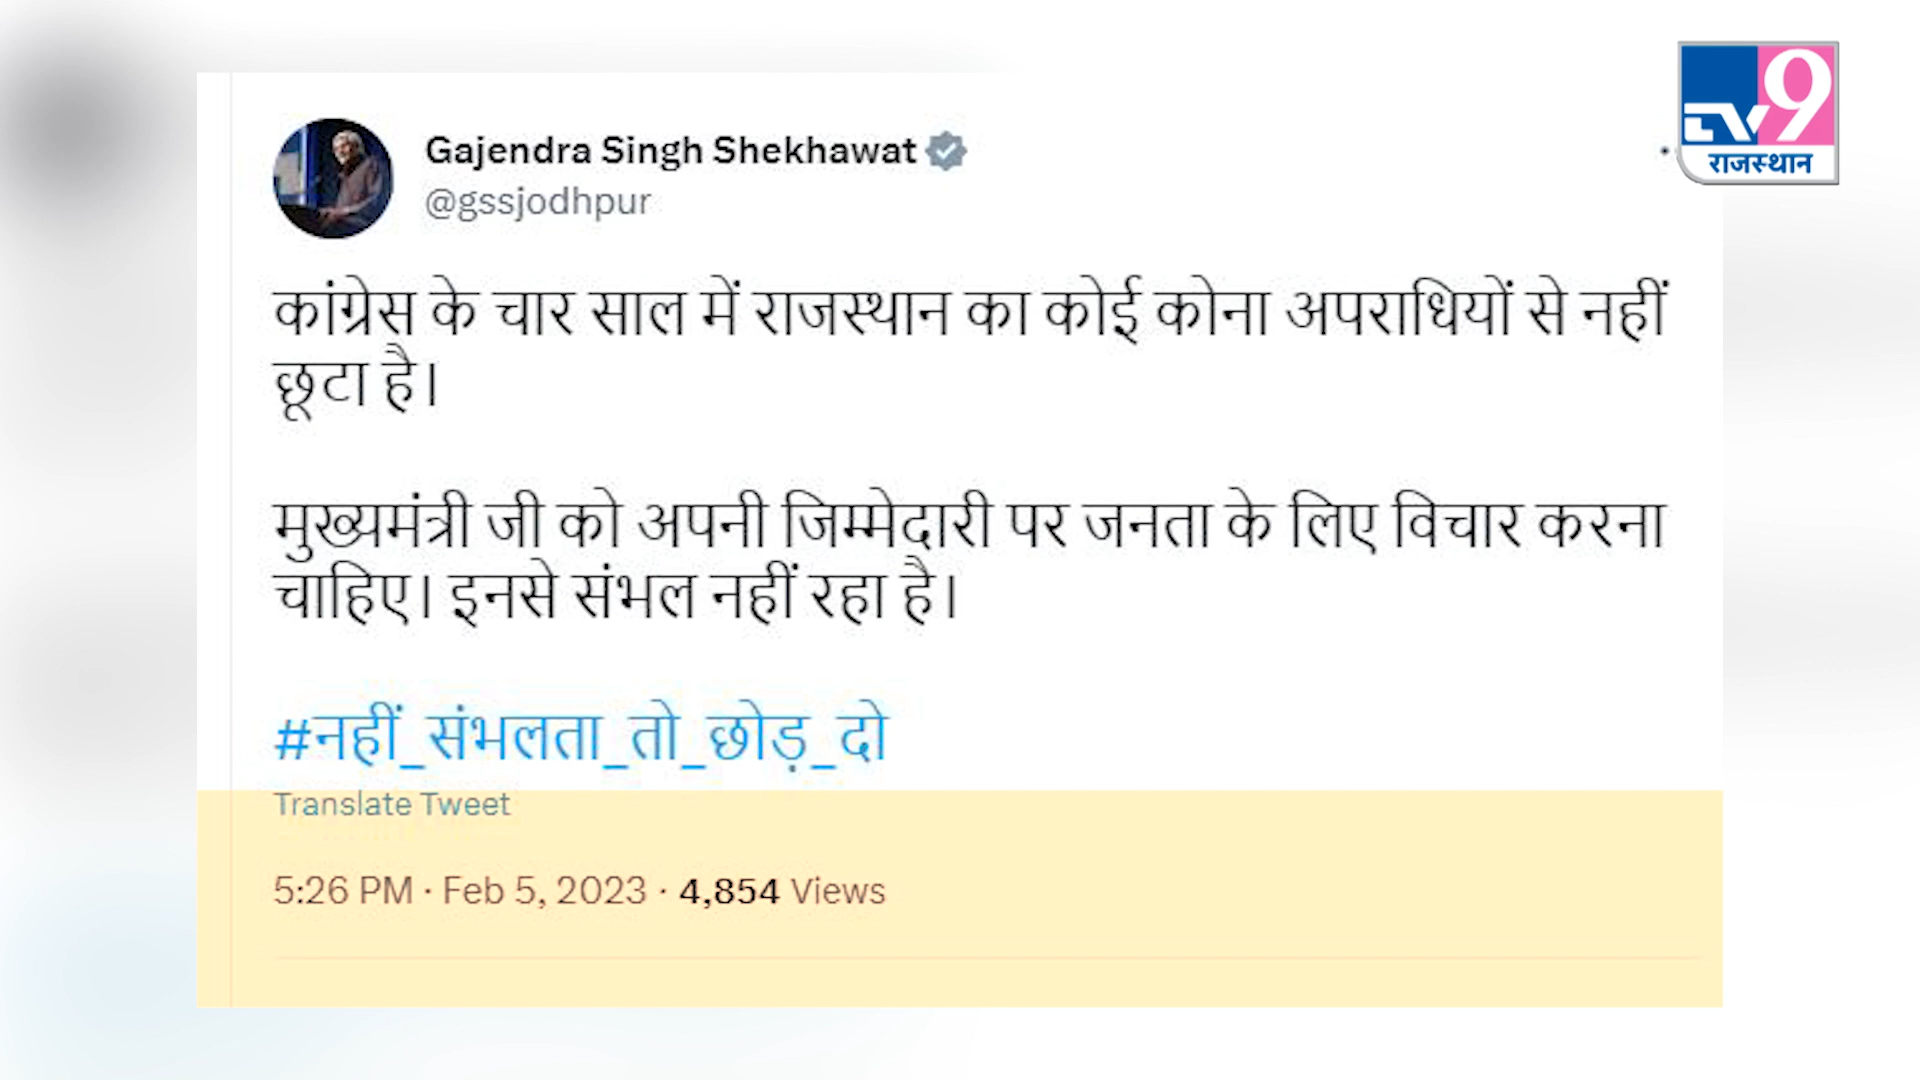 TV9
राजस्थान
Gajendra Singh Shekhawat
@gssjodhpur
कांग्रेस के चार साल में राजस्थान का कोई कोना अपराधियों से नहीं
छूटा है।
मुख्यमंत्री जी को अपनी जिम्मेदारी पर जनता के लिए विचार करना
चाहिए। इनसे संभल नहीं रहा है।
#नहीं_संभलता_तो_छोड़_दो
Translate Tweet
5:26 PM · Feb 5, 2023 · 4,854 Views